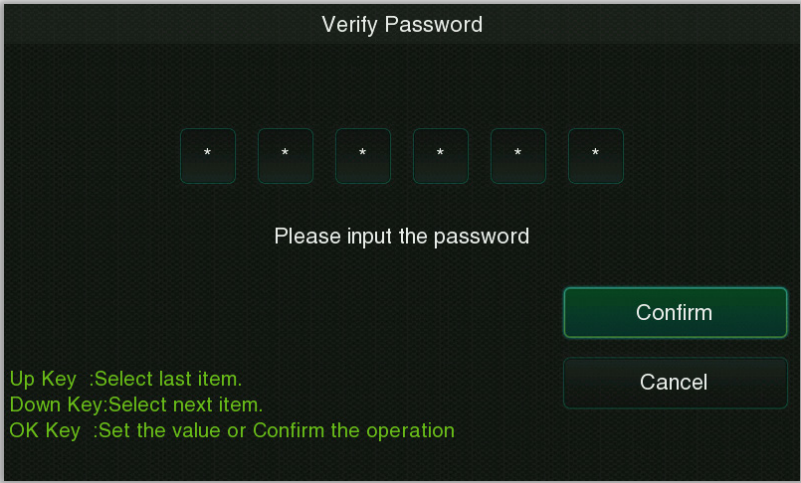 Verify Password
* * * * * *
Please input the password
Confirm
Cancel
Up Key :Select last item.
Down Key:Select next item.
OK Key :Set the value or Confirm the operation